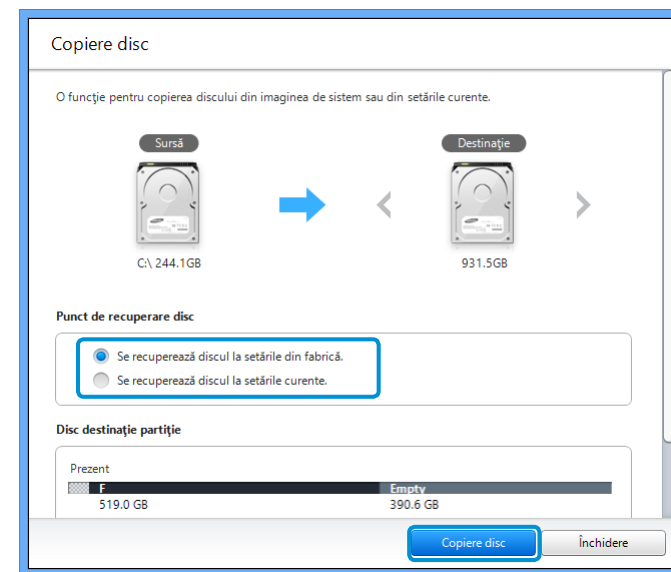 Copiere disc
O funcţie pentru copierea discului din imaginea de sistem sau din setările curente.
Sursă
Destinaţie
C:\ 244.1GB
931.5GB
Punct de recuperare disc
Se recuperează discul la setările din fabrică.
Se recuperează discul la setările curente.
Disc destinaţie partiţie
Prezent
F
Empty
519.0 GB
390.6 GB
Copiere disc
Închidere